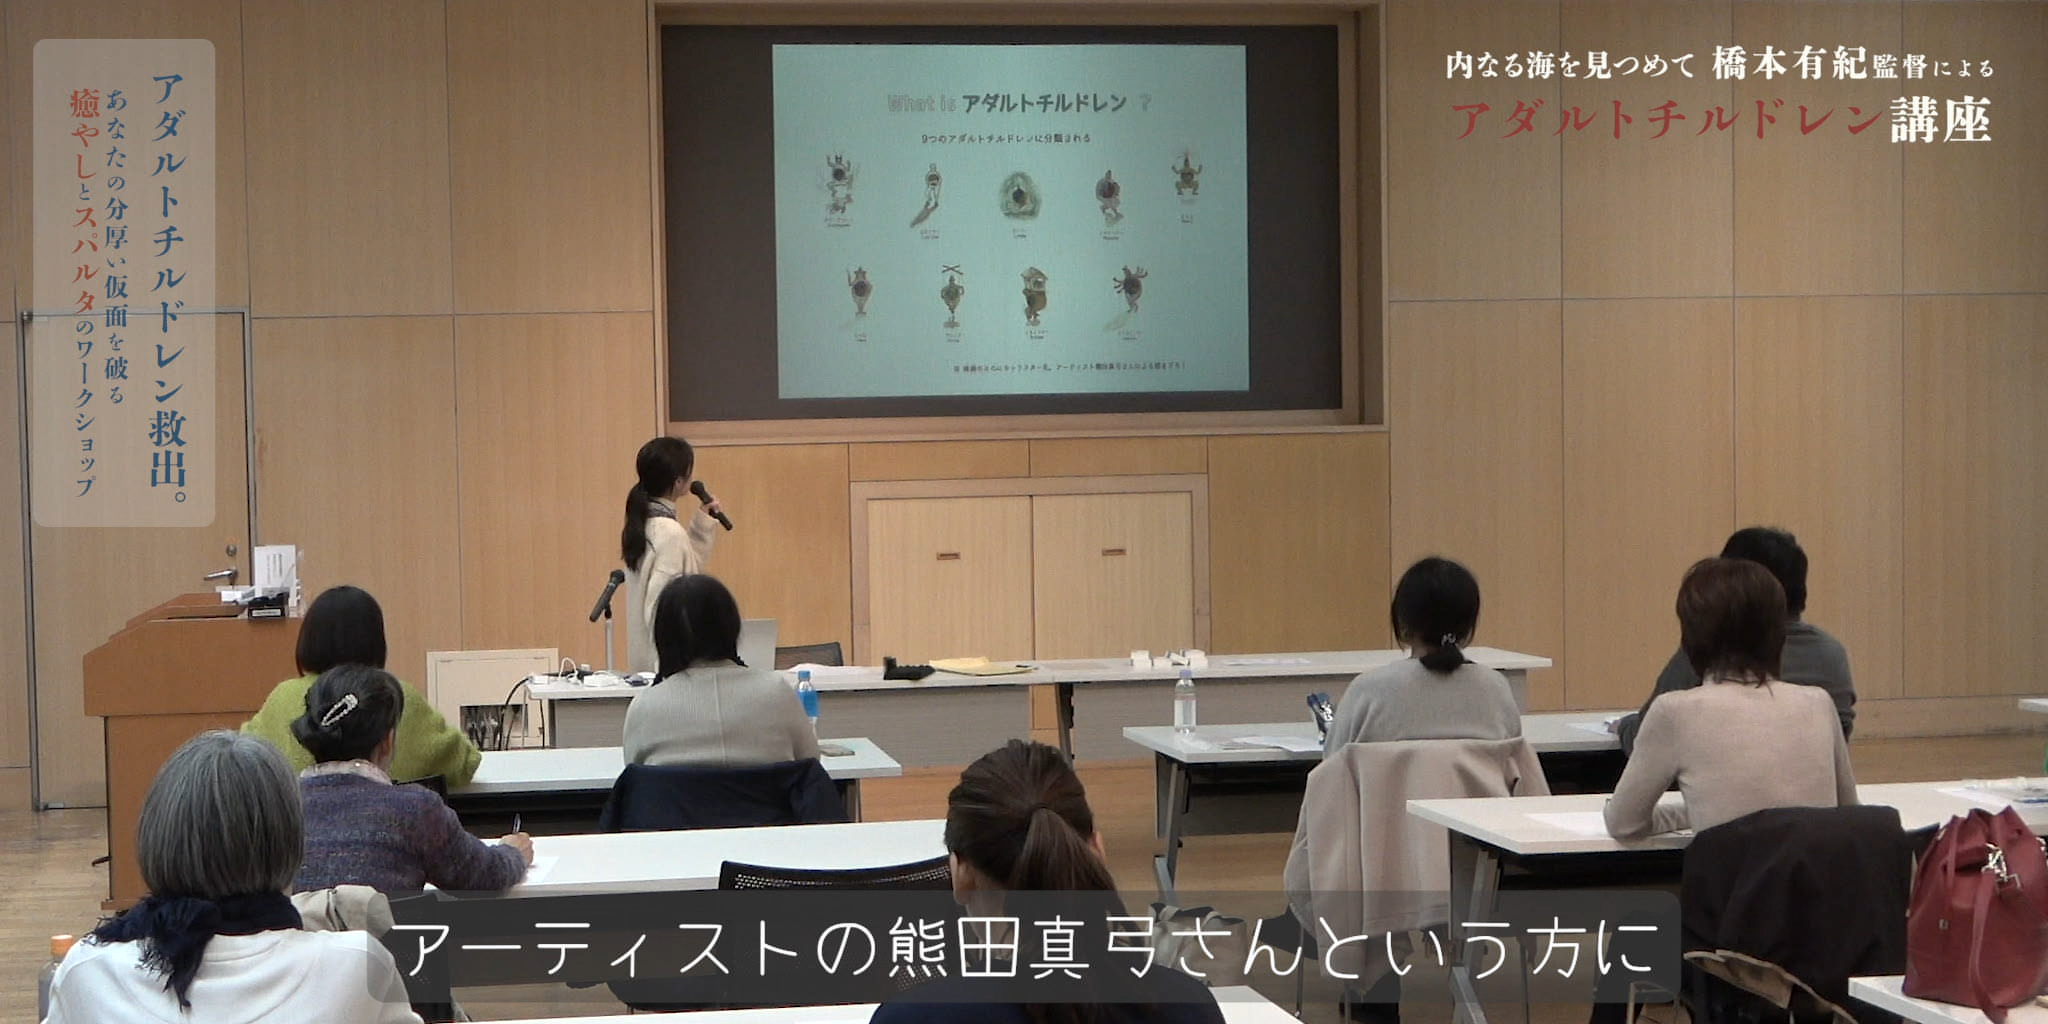 内なる海を見つめて 橋本有紀監督による
アダルトチルドレン講座
アダルトチルドレン救出。
あなたの分厚い仮面を破る
癒やしとスパルタのワークショップ
What is アダルトチルドレン ?
9つのアダルトチルドレンに分類される
アーティストの熊田真弓さんという方に